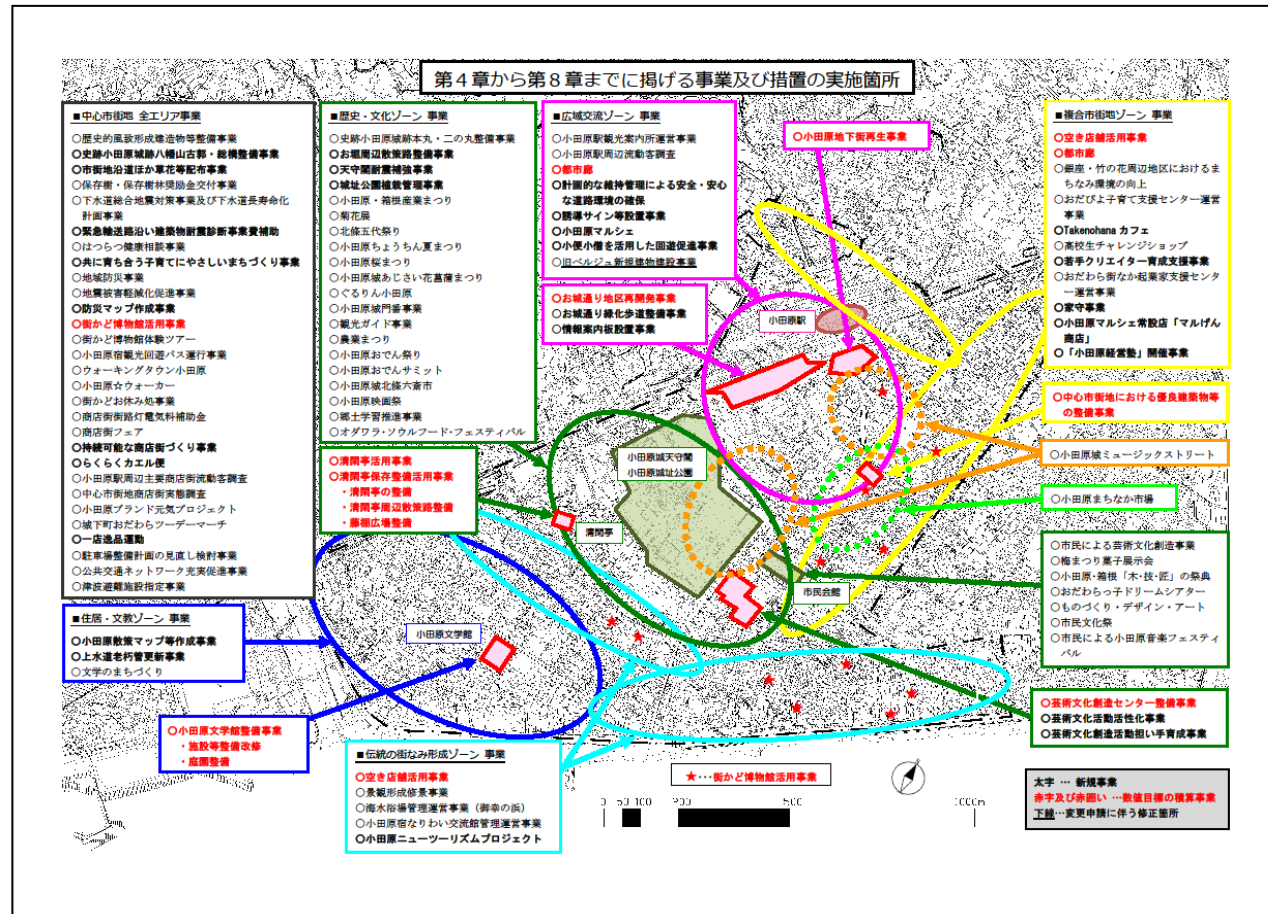 第４章から第８章までに掲げる事業及び措置の実施箇所
■中心市街地 全エリア事業
○歴史的風致形成建造物等整備事業
○史跡小田原城跡八幡山古郭・総構整備事業
○市街地沿道ほか草花等配布事業
○保存樹・保存樹林奨励金交付事業
○下水道総合地震対策事業及び下水道長寿命化
計画事業
○緊急輸送路沿い建築物耐震診断事業費補助
○はつらつ健康相談事業
○共に育ち合う子育てにやさしいまちづくり事業
○地域防災事業
○地震被害軽減化促進事業
○防災マップ作成事業
○街かど博物館活用事業
○街かど博物館体験ツアー
○小田原宿観光回遊バス運行事業
○ウォーキングタウン小田原
○小田原☆ウォーカー
○街かどお休み処事業
○商店街街路灯電気料補助金
○商店街フェア
○持続可能な商店街づくり事業
○らくらくカエル便
○小田原駅周辺主要商店街流動客調査
○中心市街地商店街実態調査
○小田原ブランド元気プロジェクト
○城下町おだわらツーデーマーチ
○一店逸品運動
○駐車場整備計画の見直し検討事業
○公共交通ネットワーク充実促進事業
○津波避難施設指定事業
■住居・文教ゾーン 事業
○小田原散策マップ等作成事業
○上水道老朽管更新事業
○文学のまちづくり
○小田原文学館整備事業
・施設等整備改修
・庭園整備
■歴史・文化ゾーン 事業
○史跡小田原城跡本丸・二の丸整備事業
○お堀周辺散策路整備事業
○天守閣耐震補強事業
○城址公園植栽管理事業
○小田原・箱根産業まつり
○菊花展
○北條五代祭り
○小田原ちょうちん夏まつり
○小田原桜まつり
○小田原城あじさい花菖蒲まつり
○ぐるりん小田原
○小田原城門番事業
○観光ガイド事業
○農業まつり
○小田原おでん祭り
○小田原おでんサミット
○小田原城北條六斎市
○小田原映画祭
○郷土学習推進事業
○オダワラ・ソウルフード・フェスティバル
○清閑亭活用事業
○清閑亭保存整備活用事業
・清閑亭の整備
・清閑亭周辺散策路整備
・藤棚広場整備
■広域交流ゾーン 事業
○小田原駅観光案内所運営事業
○小田原駅周辺流動客調査
○都市廊
○計画的な維持管理による安全・安心
な道路環境の確保
○誘導サイン等設置事業
○小田原マルシェ
○小便小僧を活用した回遊促進事業
○旧ベルジュ新規建物建設事業
○お城通り地区再開発事業
○お城通り緑化歩道整備事業
○情報案内板設置事業
○小田原地下街再生事業
■複合市街地ゾーン 事業
○空き店舗活用事業
○都市廊
○銀座・竹の花周辺地区におけるま
ちなみ環境の向上
○おだぴよ子育て支援センター運営
事業
○Takenohana カフェ
○高校生チャレンジショップ
○若手クリエイター育成支援事業
○おだわら街なか起業家支援センタ
ー運営事業
○家守事業
○小田原マルシェ常設店「マルげん
商店」
○「小田原経営塾」開催事業
○中心市街地における優良建築物等
の整備事業
○小田原城ミュージックストリート
○小田原まちなか市場
○市民による芸術文化創造事業
○梅まつり菓子展示会
○小田原・箱根「木・技・匠」の祭典
○おだわらっ子ドリームシアター
○ものづくり・デザイン・アート
○市民文化祭
○市民による小田原音楽フェスティ
バル
○芸術文化創造センター整備事業
○芸術文化活動活性化事業
○芸術文化創造活動担い手育成事業
小田原駅
小田原城天守閣
小田原城址公園
清閑亭
市民会館
小田原文学館
■伝統の街なみ形成ゾーン 事業
○空き店舗活用事業
○景観形成修景事業
○海水浴場管理運営事業（御幸の浜）
○小田原宿なりわい交流館管理運営事業
○小田原ニューツーリズムプロジェクト
★･･･街かど博物館活用事業
0 50 100 200 500 1000m
太字 … 新規事業
赤字及び赤囲い …数値目標の積算事業
下線…変更申請に伴う修正箇所